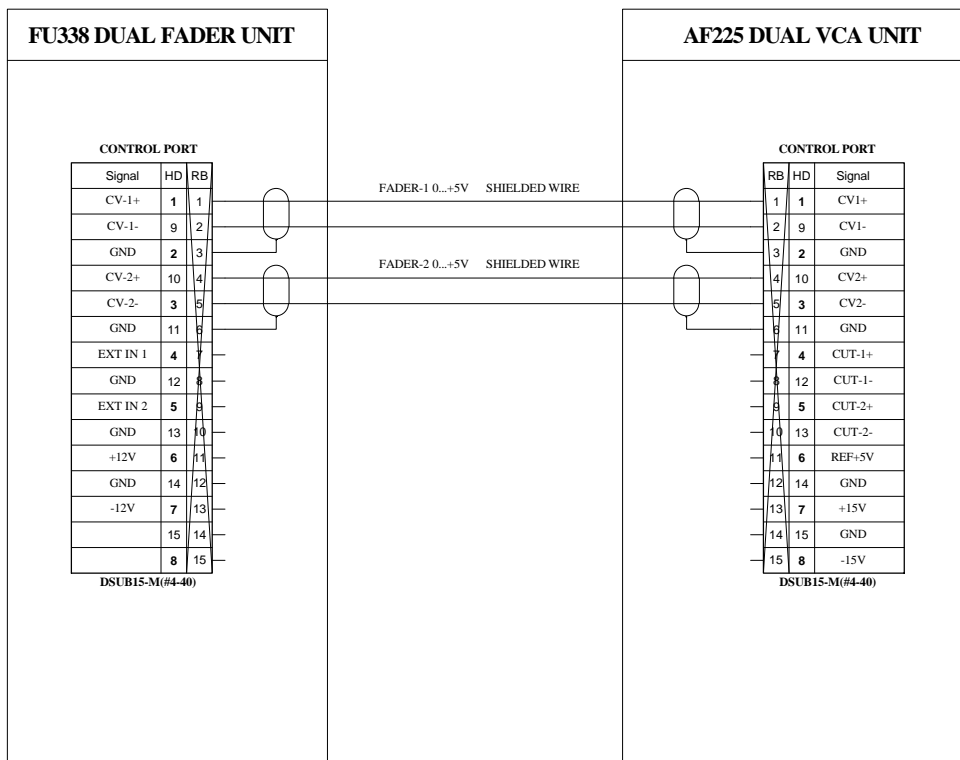 FU338 DUAL FADER UNIT
AF225 DUAL VCA UNIT
CONTROL PORT
Signal HD RB
CV-1+ 1 1
CV-1- 9 2
GND 2 3
CV-2+ 10 4
CV-2- 3 5
GND 11 6
EXT IN 1 4 7
GND 12 8
EXT IN 2 5 9
GND 13 10
+12V 6 11
GND 14 12
-12V 7 13
15 14
8 15
DSUB15-M(#4-40)
FADER-1 0...+5V SHIELDED WIRE
FADER-2 0...+5V SHIELDED WIRE
CONTROL PORT
RB HD Signal
1 1 CV1+
2 9 CV1-
3 2 GND
4 10 CV2+
5 3 CV2-
6 11 GND
7 4 CUT-1+
8 12 CUT-1-
9 5 CUT-2+
10 13 CUT-2-
11 6 REF+5V
12 14 GND
13 7 +15V
14 15 GND
15 8 -15V
DSUB15-M(#4-40)